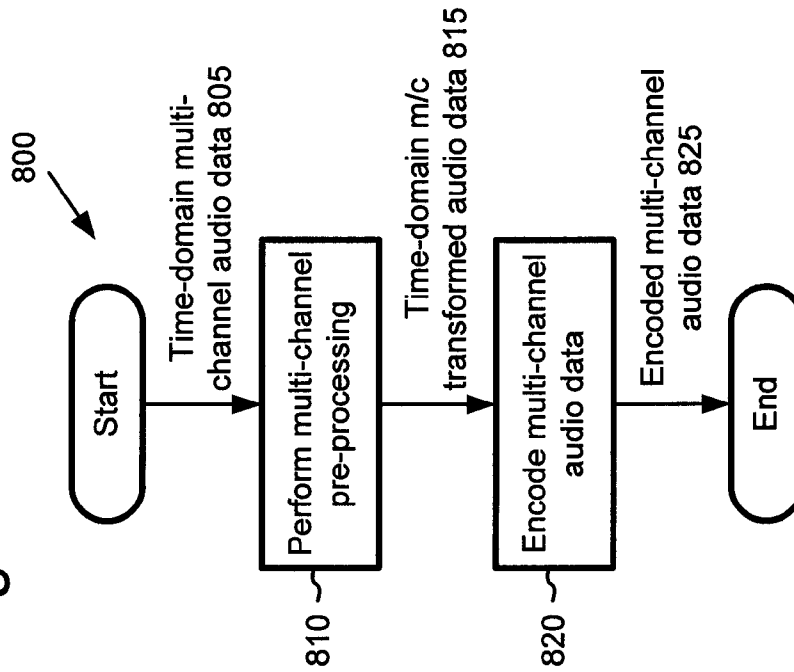 800
Start
Time-domain multi-
channel audio data 805
Perform multi-channel
pre-processing
810
Time-domain m/c
transformed audio data 815
Encode multi-channel
audio data
820
Encoded multi-channel
audio data 825
End